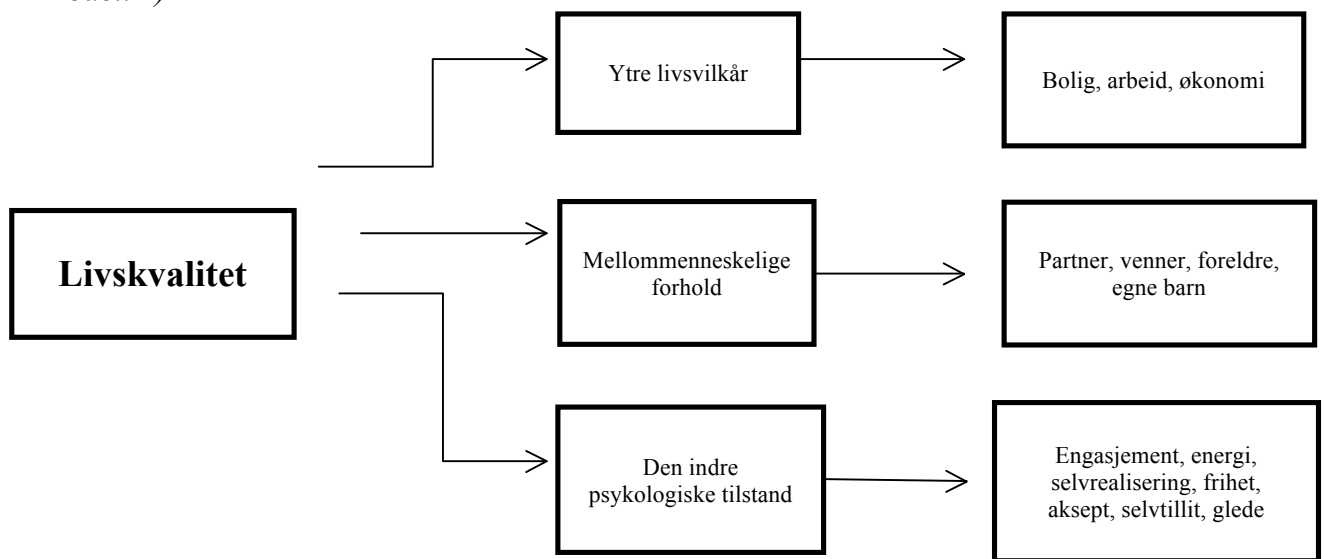 Ytre livsvilkår
Bolig, arbeid, økonomi
Livskvalitet
Mellommenneskelige
forhold
Partner, venner, foreldre,
egne barn
Den indre
psykologiske tilstand
Engasjement, energi,
selvrealisering, frihet,
aksept, selvtillit, glede